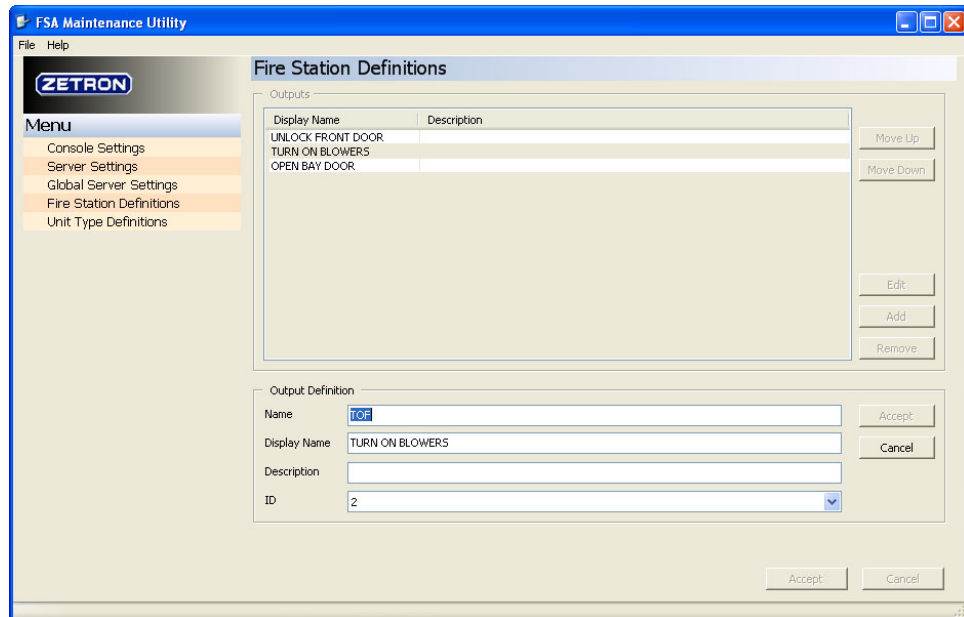 FSA Maintenance Utility
File Help
ZETRON
Menu
Console Settings
Server Settings
Global Server Settings
Fire Station Definitions
Unit Type Definitions
Fire Station Definitions
Outputs
Display Name Description
UNLOCK FRONT DOOR
TURN ON BLOWERS
OPEN BAY DOOR
Move Up
Move Down
Edit
Add
Remove
Output Definition
Name TOF
Display Name TURN ON BLOWERS
Description
ID 2
Accept
Cancel
Accept Cancel